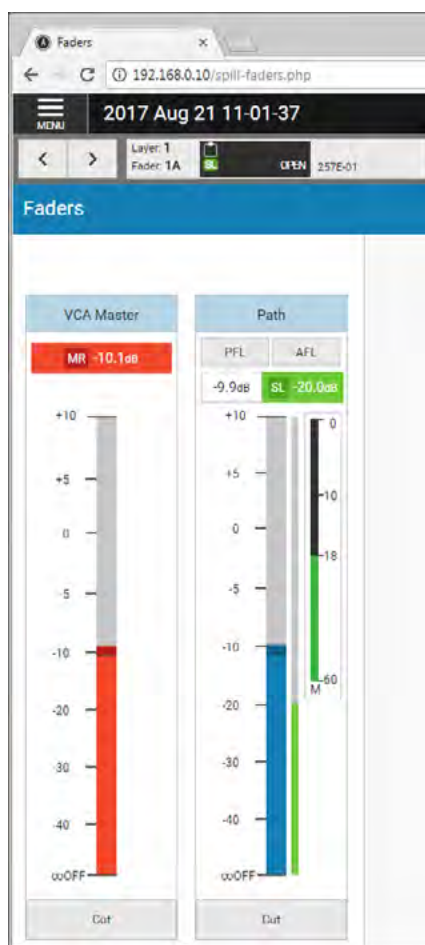 Faders
192.168.0.10/spill-faders.php
MENU
2017 Aug 21 11-01-37
Layer: 1
Fader: 1A
SL
OPEN
257E-01
Faders
VCA Master
MR -10.1dB
+10
+5
0
-5
-10
-20
-30
-40
∞OFF
Cut
Path
PFL
AFL
-9.9dB
SL -20.0dB
+10
+5
0
-5
-10
-20
-30
-40
∞OFF
0
-10
-18
-60
M
Cut